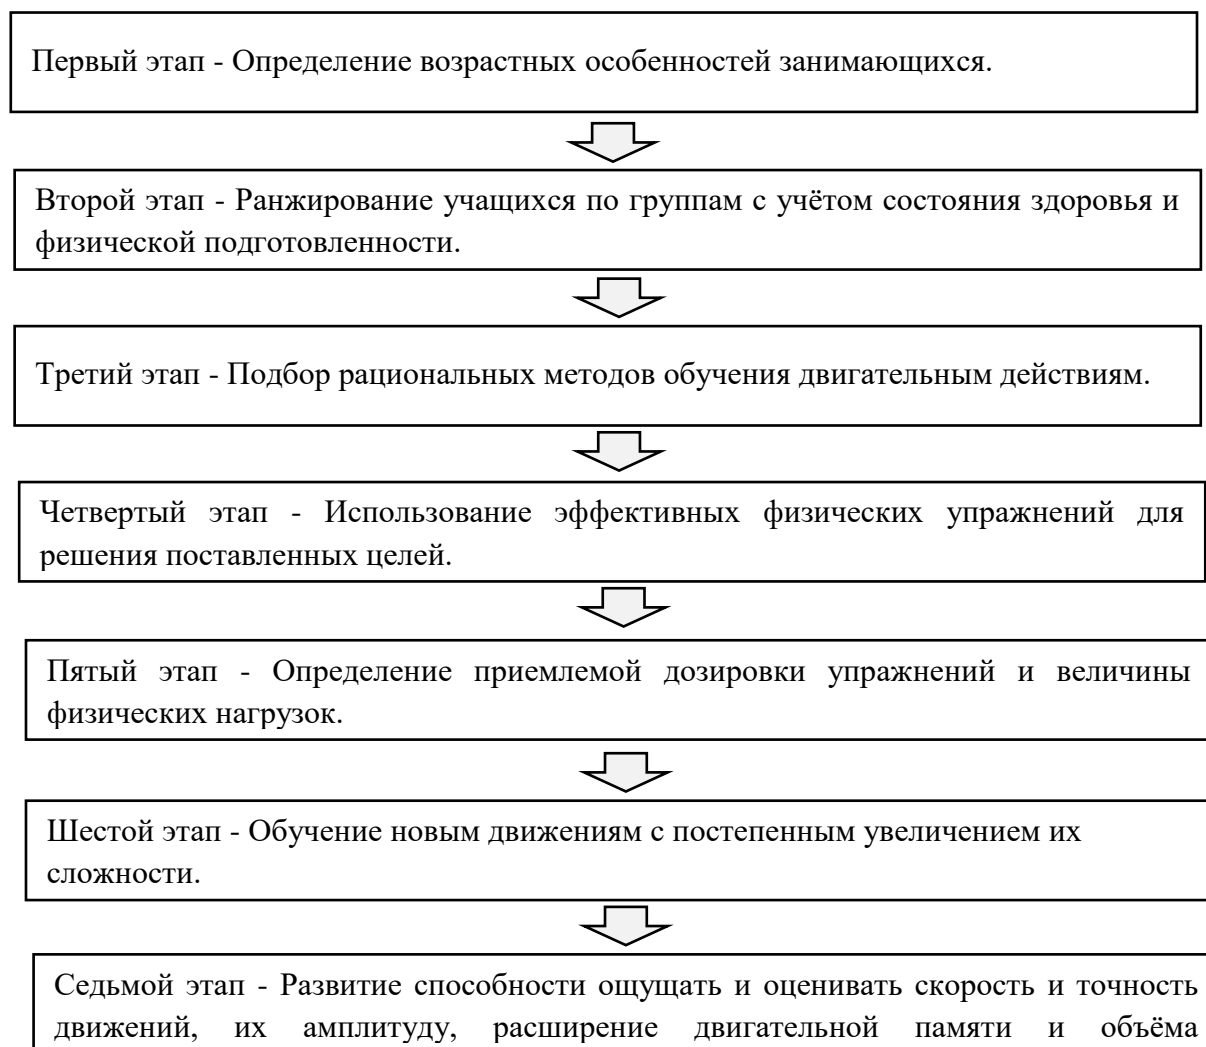 Первый этап - Определение возрастных особенностей занимающихся.
Второй этап - Ранжирование учащихся по группам с учётом состояния здоровья и
физической подготовленности.
Третий этап - Подбор рациональных методов обучения двигательным действиям.
Четвертый этап - Использование эффективных физических упражнений для
решения поставленных целей.
Пятый этап - Определение приемлемой дозировки упражнений и величины
физических нагрузок.
Шестой этап - Обучение новым движениям с постепенным увеличением их
сложности.
Седьмой этап - Развитие способности ощущать и оценивать скорость и точность
движений, их амплитуду, расширение двигательной памяти и объёма